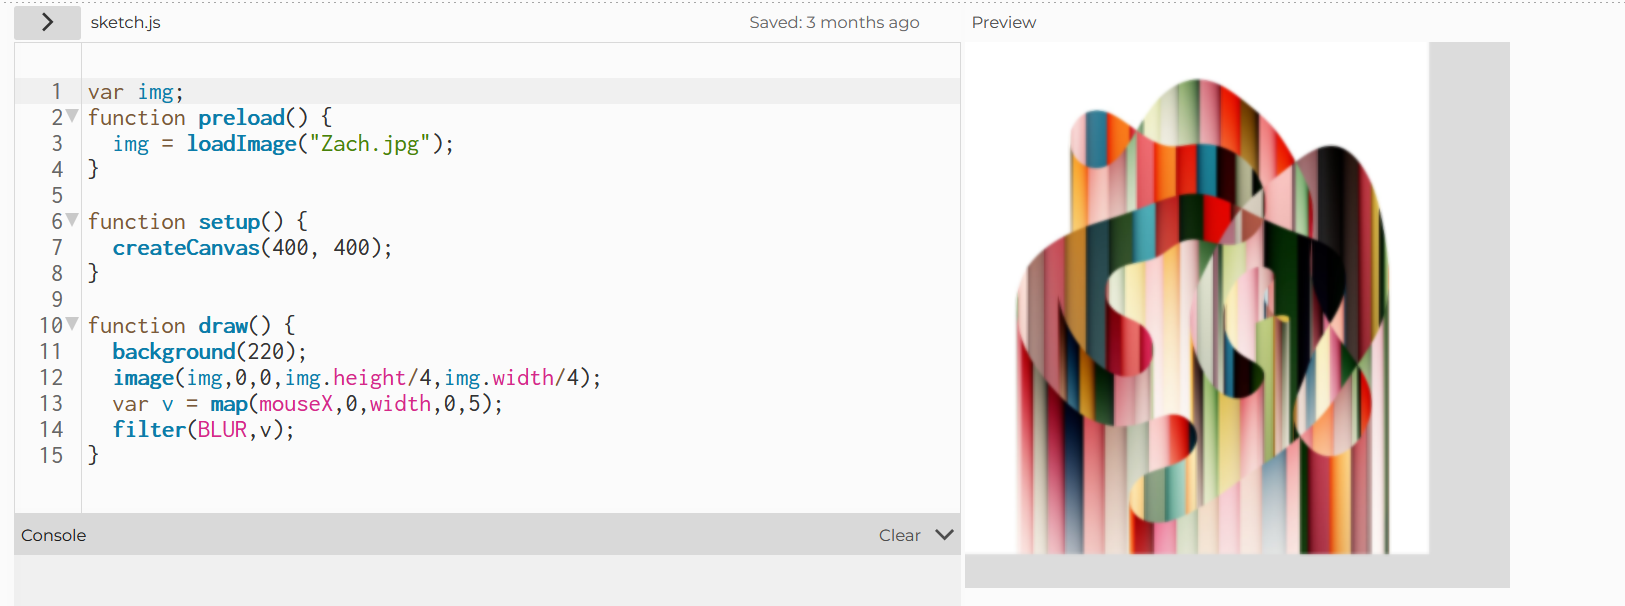 sketch.js
Saved: 3 months ago
Preview
1 var img;
2 function preload() {
3   img = loadImage("Zach.jpg");
4 }
5
6 function setup() {
7   createCanvas(400, 400);
8 }
9
10 function draw() {
11   background(220);
12   image(img,0,0,img.height/4,img.width/4);
13   var v = map(mouseX,0,width,0,5);
14   filter(BLUR,v);
15 }
Console
Clear